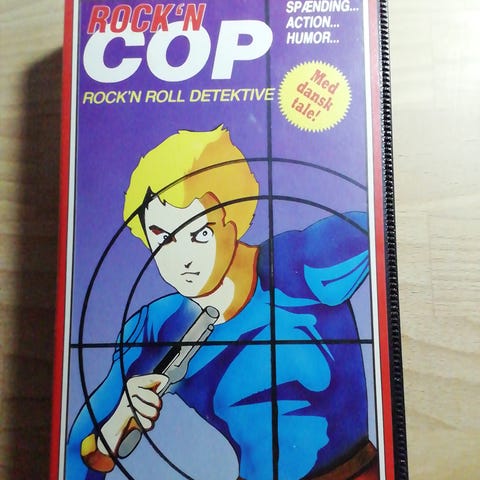 SPÆNDING...
ACTION...
HUMOR...
ROCK'N
COP
ROCK'N ROLL DETEKTIVE
Med
dansk
tale!